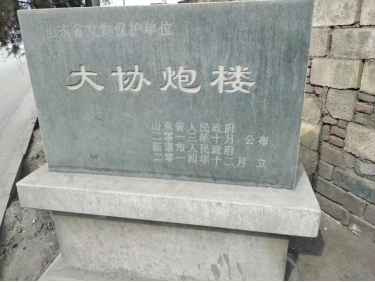 山东省文物保护单位
大协炮楼
山东省人民政府
二零一三年十月 公布
新泰市人民政府
二零一四年十二月 立